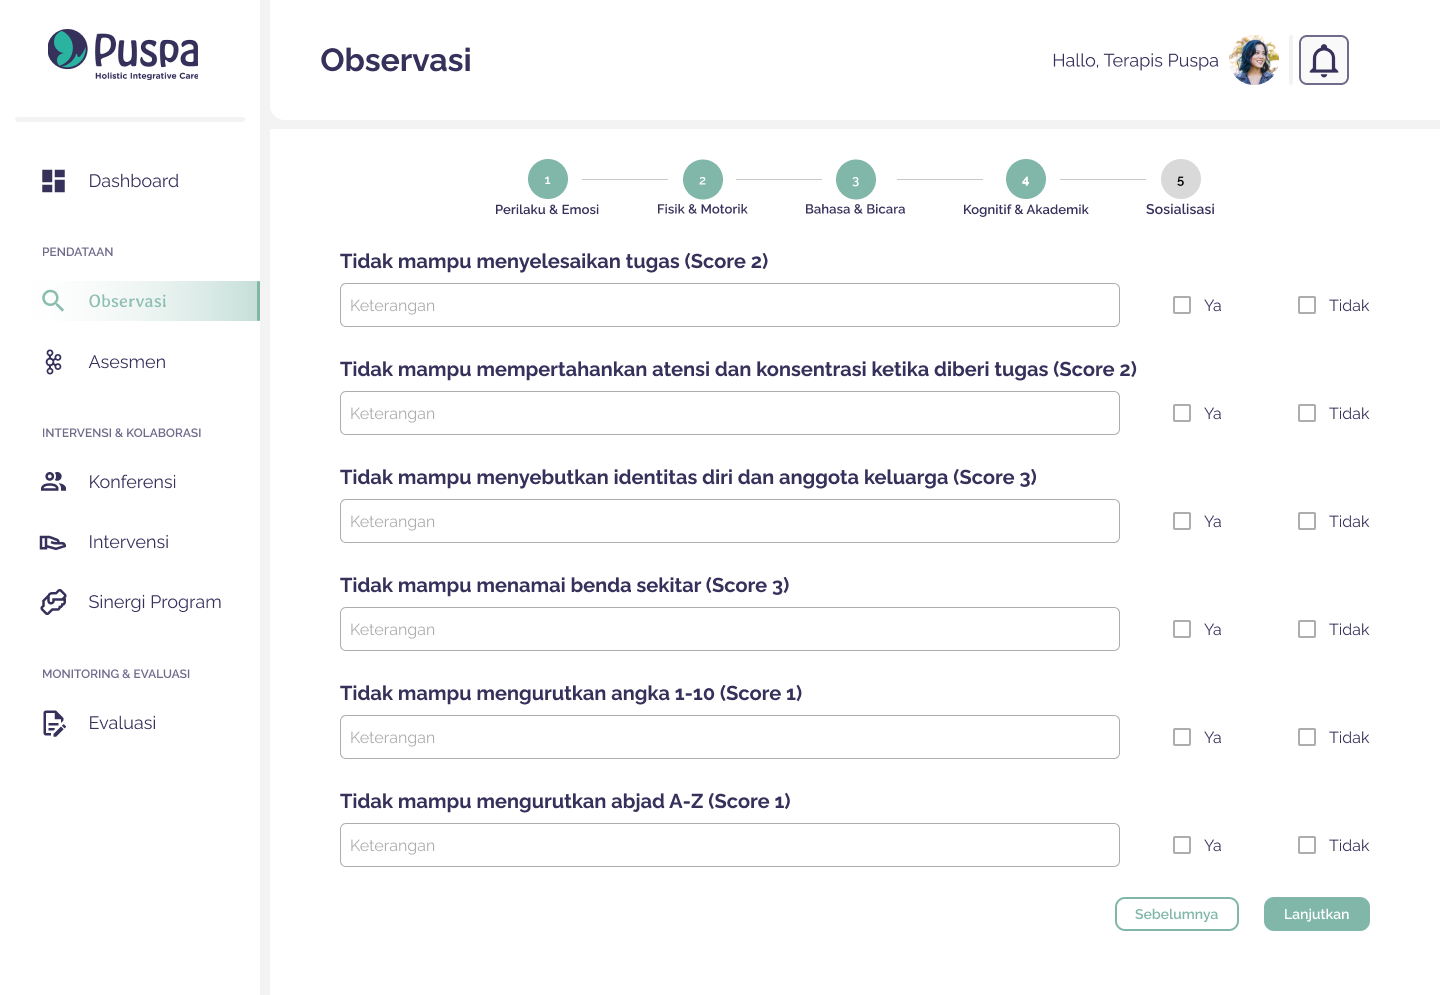 Puspa
Holistic Integrative Care
Observasi
Hallo, Terapis Puspa
Dashboard
PENDATAAN
Observasi
Asesmen
INTERVENSI & KOLABORASI
Konferensi
Intervensi
Sinergi Program
MONITORING & EVALUASI
Evaluasi
1 2 3 4 5
Perilaku & Emosi Fisik & Motorik Bahasa & Bicara Kognitif & Akademik Sosialisasi
Tidak mampu menyelesaikan tugas (Score 2)
Keterangan Ya Tidak
Tidak mampu mempertahankan atensi dan konsentrasi ketika diberi tugas (Score 2)
Keterangan Ya Tidak
Tidak mampu menyebutkan identitas diri dan anggota keluarga (Score 3)
Keterangan Ya Tidak
Tidak mampu menamai benda sekitar (Score 3)
Keterangan Ya Tidak
Tidak mampu mengurutkan angka 1-10 (Score 1)
Keterangan Ya Tidak
Tidak mampu mengurutkan abjad A-Z (Score 1)
Keterangan Ya Tidak
Sebelumnya Lanjutkan